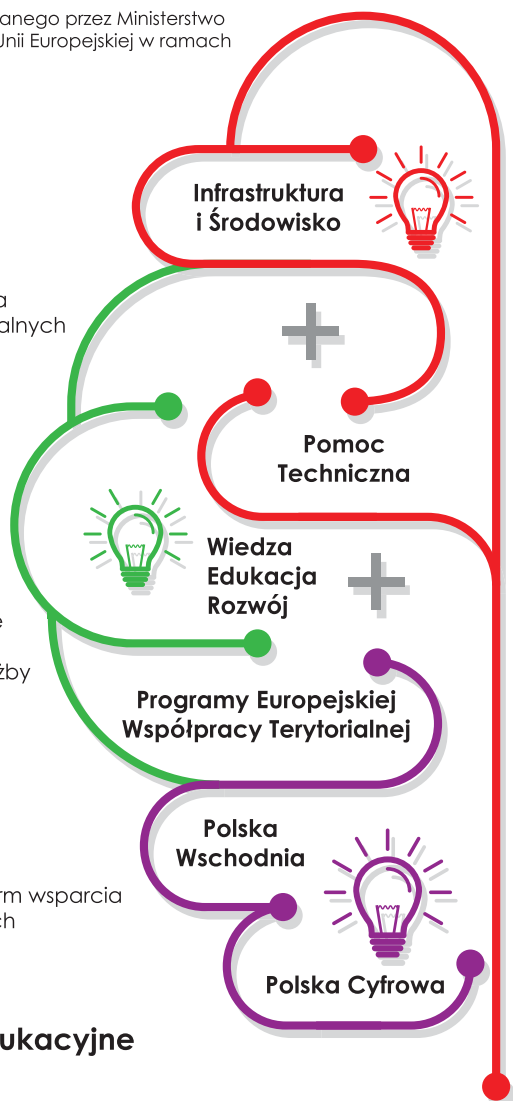 anego przez Ministerstwo
Unii Europejskiej w ramach
Infrastruktura
i Środowisko
a
alnych
Pomoc
Techniczna
Wiedza
Edukacja
Rozwój
e
żby
Programy Europejskiej
Współpracy Terytorialnej
Polska
Wschodnia
rm wsparcia
ch
Polska Cyfrowa
ukacyjne